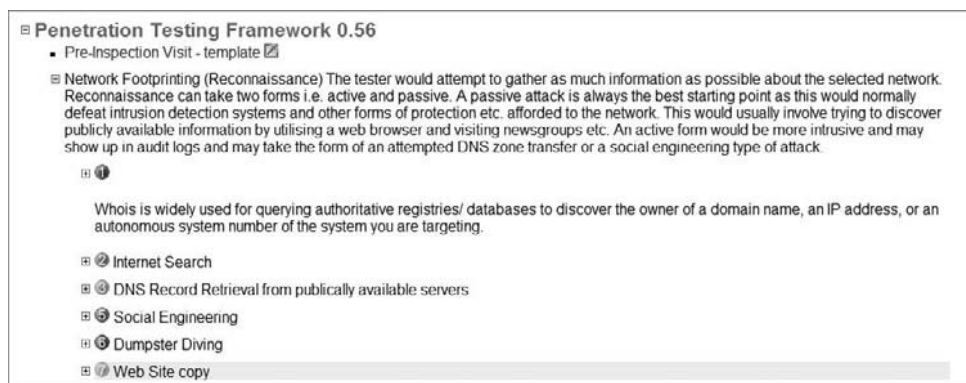 Penetration Testing Framework 0.56
Pre-Inspection Visit - template
Network Footprinting (Reconnaissance) The tester would attempt to gather as much information as possible about the selected network.
Reconnaissance can take two forms i.e. active and passive. A passive attack is always the best starting point as this would normally
defeat intrusion detection systems and other forms of protection etc. afforded to the network. This would usually involve trying to discover
publicly available information by utilising a web browser and visiting newsgroups etc. An active form would be more intrusive and may
show up in audit logs and may take the form of an attempted DNS zone transfer or a social engineering type of attack.
1
Whois is widely used for querying authoritative registries/ databases to discover the owner of a domain name, an IP address, or an
autonomous system number of the system you are targeting.
2 Internet Search
4 DNS Record Retrieval from publically available servers
5 Social Engineering
6 Dumpster Diving
7 Web Site copy